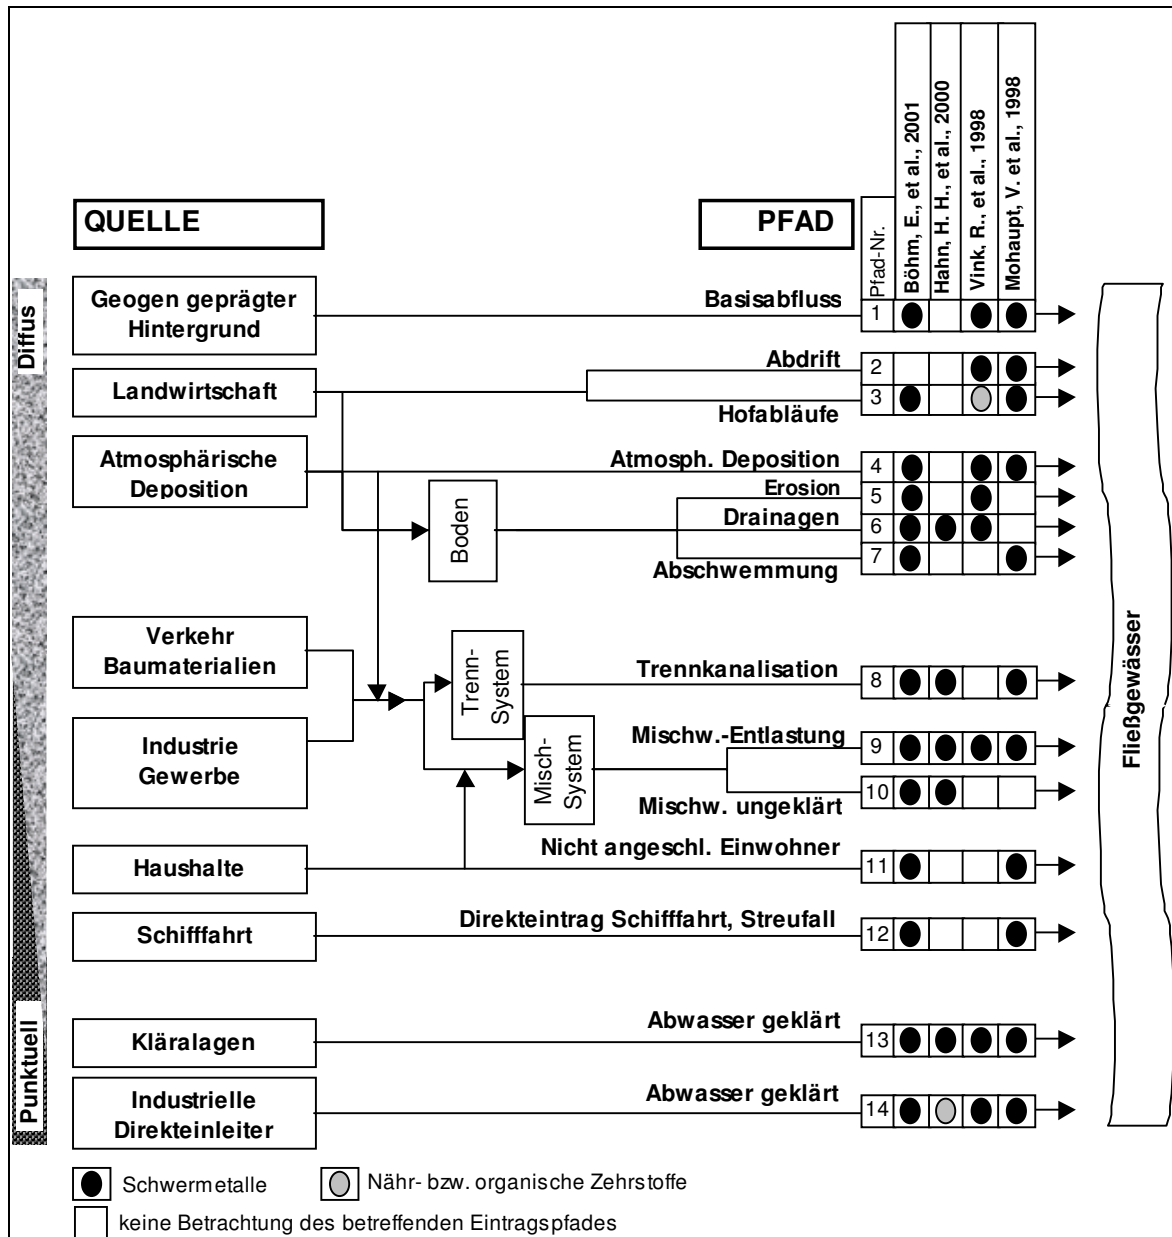 QUELLE
PFAD
Pfad-Nr.
Böhm, E., et al., 2001
Hahn, H. H., et al., 2000
Vink, R., et al., 1998
Mohaupt, V. et al., 1998
Diffus
Geogen geprägter
Hintergrund
Basisabfluss
1
Landwirtschaft
Abdrift
2
3
Hofabläufe
Atmosphärische
Deposition
Atmosph. Deposition
4
Erosion
5
Boden
Drainagen
6
7
Abschwemmung
Verkehr
Baumaterialien
Trenn-
System
Trennkanalisation
8
Industrie
Gewerbe
Misch-
System
Mischw.-Entlastung
9
10
Mischw. ungeklärt
Haushalte
Nicht angeschl. Einwohner
11
Schifffahrt
Direkteintrag Schifffahrt, Streufall
12
Fließgewässer
Punktuell
Kläralagen
Abwasser geklärt
13
Industrielle
Direkteinleiter
Abwasser geklärt
14
Schwermetalle
Nähr- bzw. organische Zehrstoffe
keine Betrachtung des betreffenden Eintragspfades